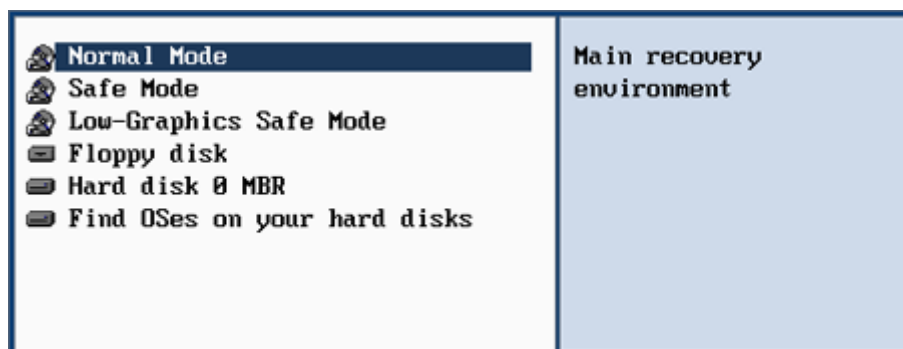 Normal Mode
Safe Mode
Low-Graphics Safe Mode
Floppy disk
Hard disk 0 MBR
Find OSes on your hard disks
Main recovery
environment